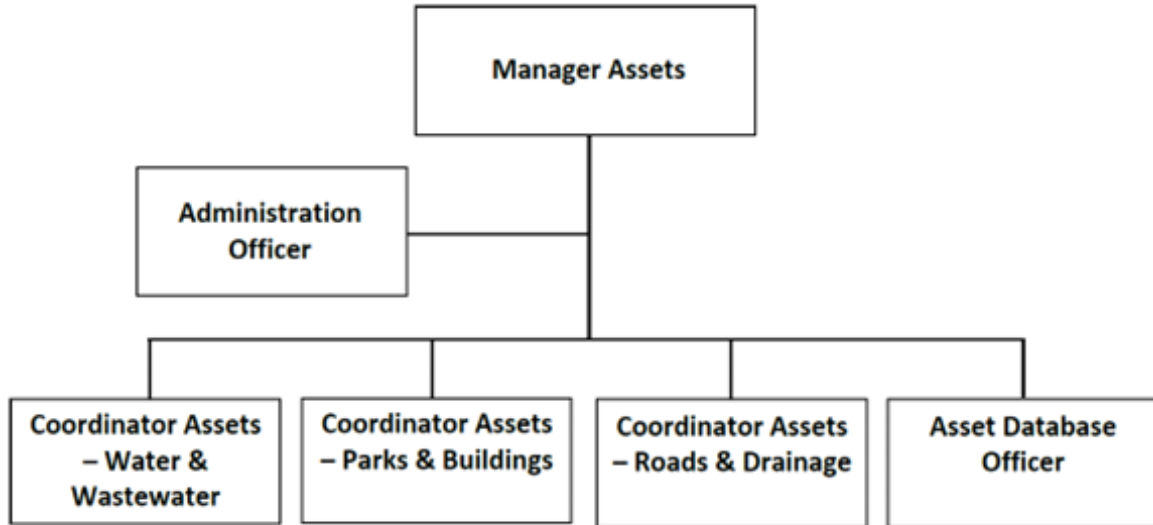 Manager Assets
Administration
Officer
Coordinator Assets
– Water &
Wastewater
Coordinator Assets
– Parks & Buildings
Coordinator Assets
– Roads & Drainage
Asset Database
Officer